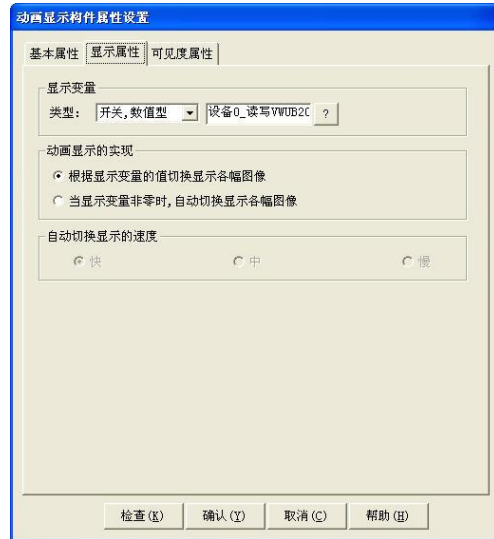 动画显示构件属性设置
基本属性 显示属性 可见度属性
显示变量
类型: 开关,数值型 设备0_读写VWUB20 ?
动画显示的实现
根据显示变量的值切换显示各幅图像
当显示变量非零时,自动切换显示各幅图像
自动切换显示的速度
快 中 慢
检查(K) 确认(Y) 取消(C) 帮助(H)